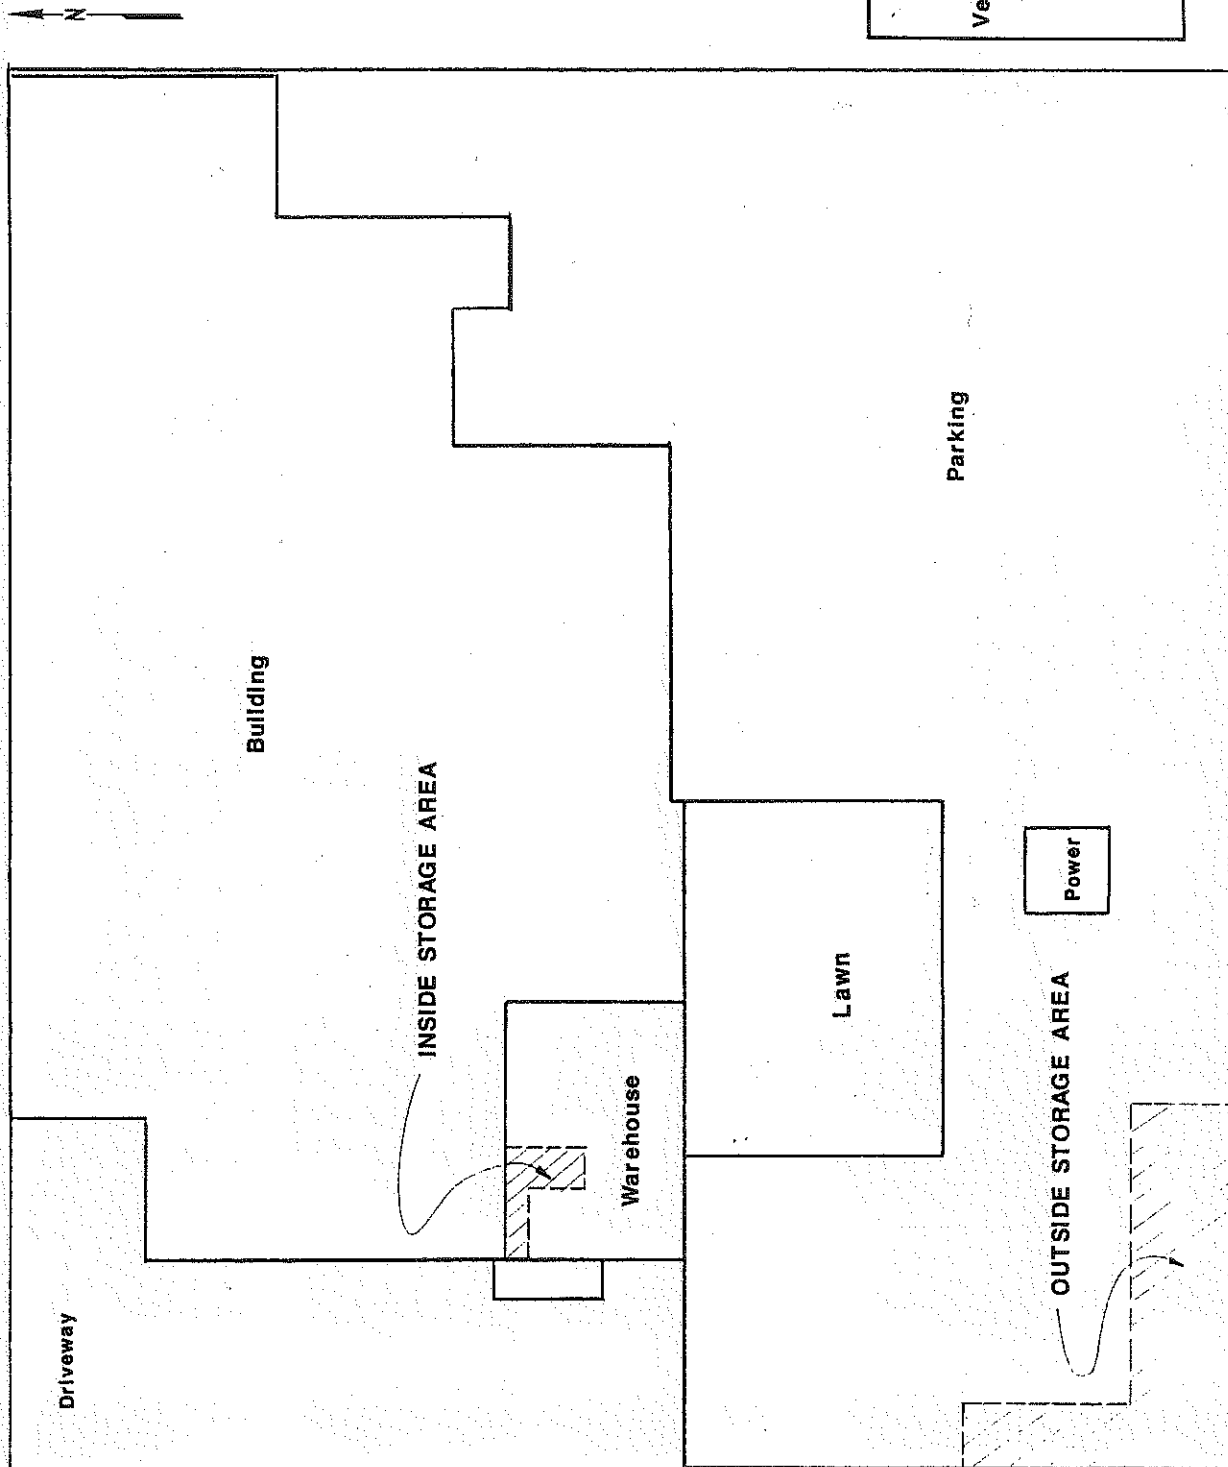 N
Ve
Building
INSIDE STORAGE AREA
Parking
Power
Lawn
Warehouse
OUTSIDE STORAGE AREA
Driveway